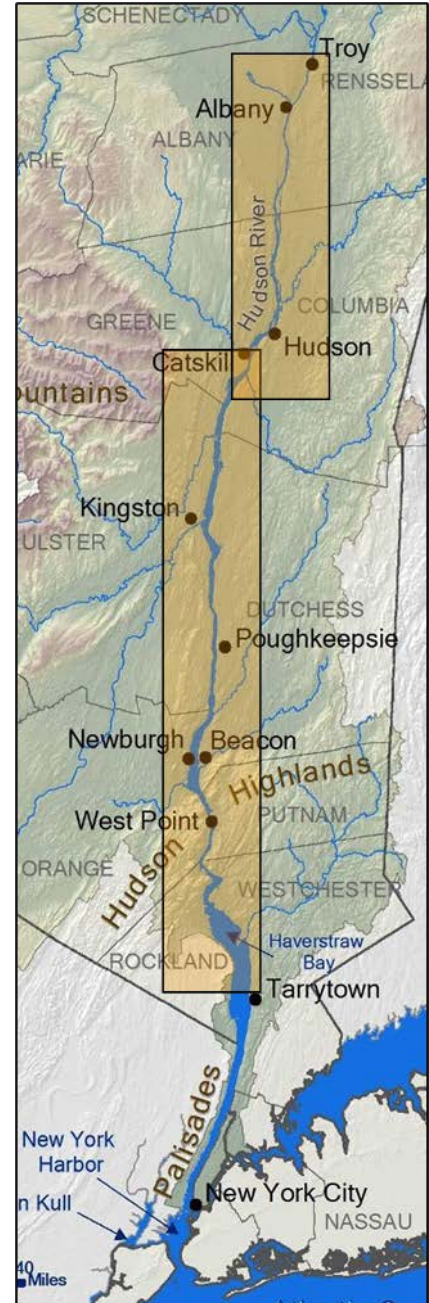 SCHENECTADY
Troy
RENSSELA
Albany
ALBANY
ARIE
Hudson River
COLUMBIA
GREENE
Hudson
Catskil
ountains
Kingston
ULSTER
DUTCHESS
Poughkeepsie
Newburgh
Beacon
Highlands
West Point
PUTNAM
ORANGE
Hudson
WESTCHESTER
Haverstraw
Bay
ROCKLAND
Tarrytown
Palisades
New York
Harbor
n Kull
New York City
NASSAU
40
Miles